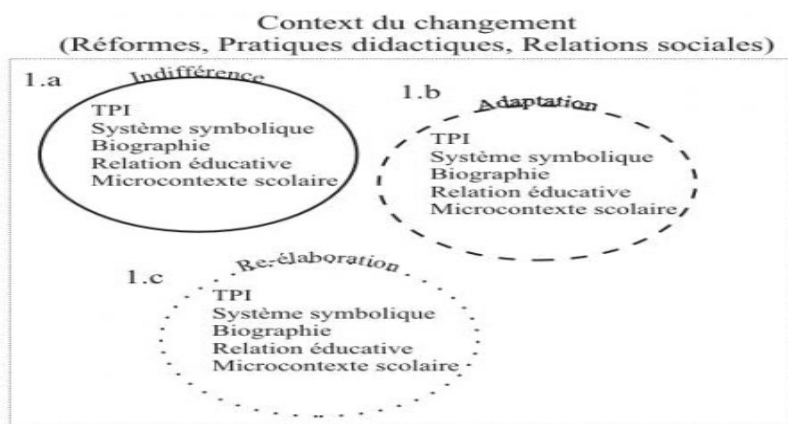 Context du changement
(Réformes, Pratiques didactiques, Relations sociales)
1.a
Indifférence
TPI
Système symbolique
Biographie
Relation éducative
Microcontexte scolaire
1.b
Adaptation
TPI
Système symbolique
Biographie
Relation éducative
Microcontexte scolaire
1.c
Re-élaboration
TPI
Système symbolique
Biographie
Relation éducative
Microcontexte scolaire